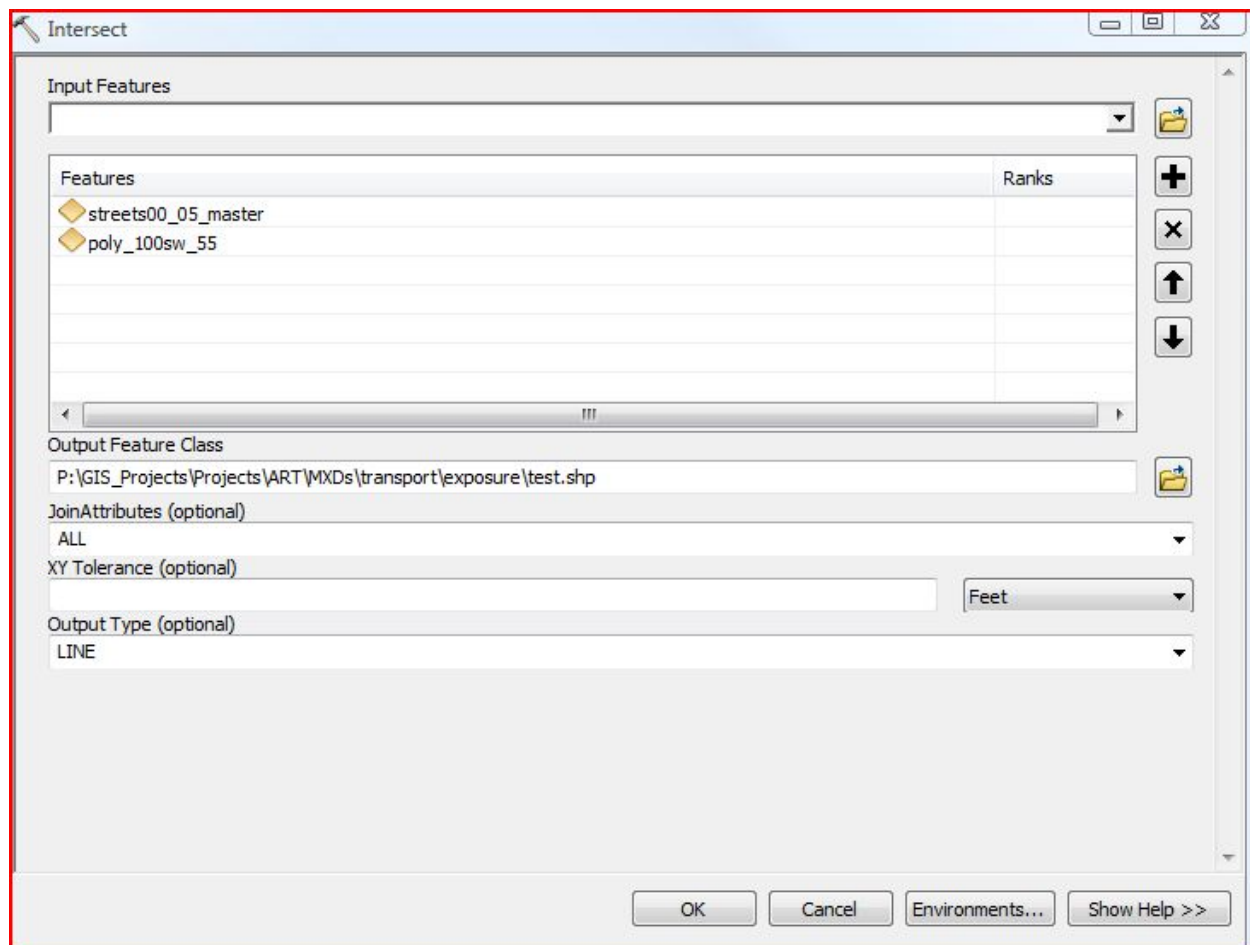 Intersect
Input Features
Features Ranks
streets00_05_master
poly_100sw_55
Output Feature Class
P:\GIS_Projects\Projects\ART\MXDs\transport\exposure\test.shp
JoinAttributes (optional)
ALL
XY Tolerance (optional)
Feet
Output Type (optional)
LINE
OK Cancel Environments... Show Help >>